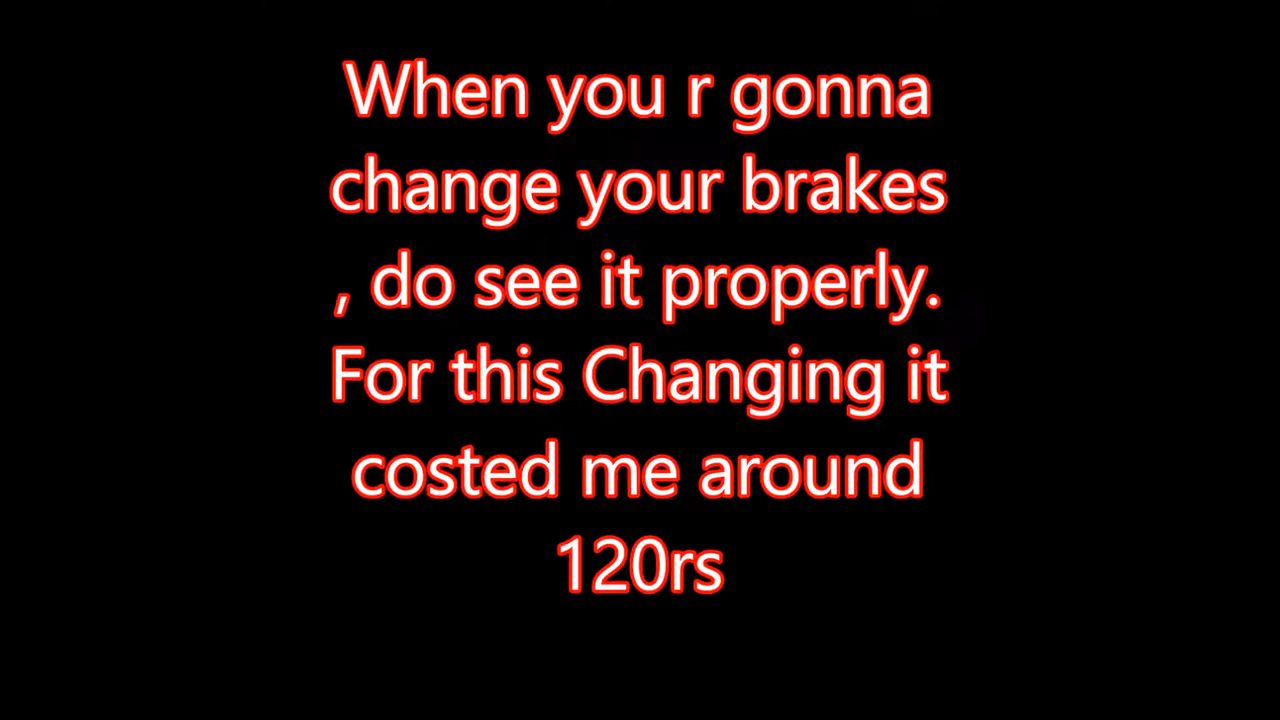 When you r gonna
change your brakes
, do see it properly.
For this Changing it
costed me around
120rs